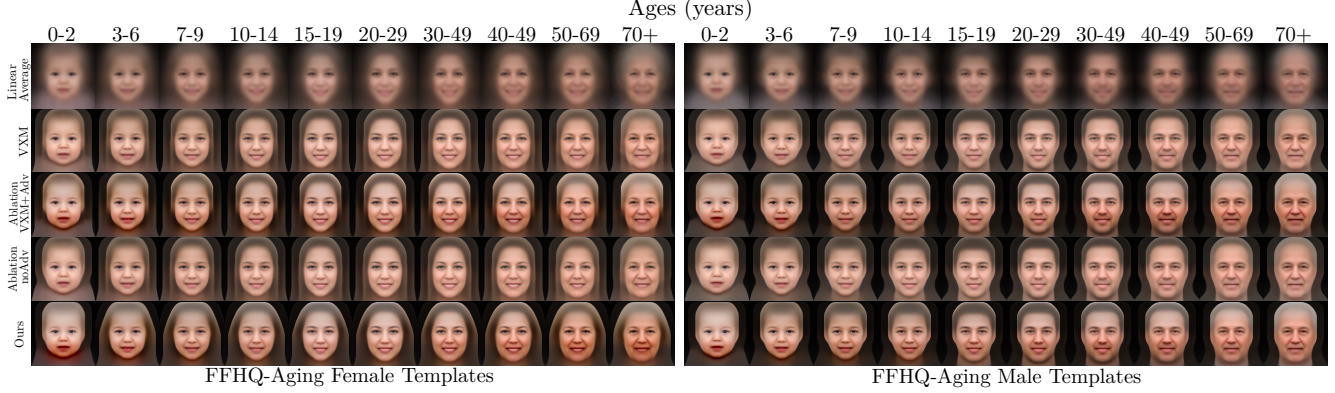 Ages (years)
0-2 3-6 7-9 10-14 15-19 20-29 30-49 40-49 50-69 70+
0-2 3-6 7-9 10-14 15-19 20-29 30-49 40-49 50-69 70+
Linear
Average
VXM
Ablation
VXM+Adv
Ablation
noAdv
Ours
FFHQ-Aging Female Templates
FFHQ-Aging Male Templates